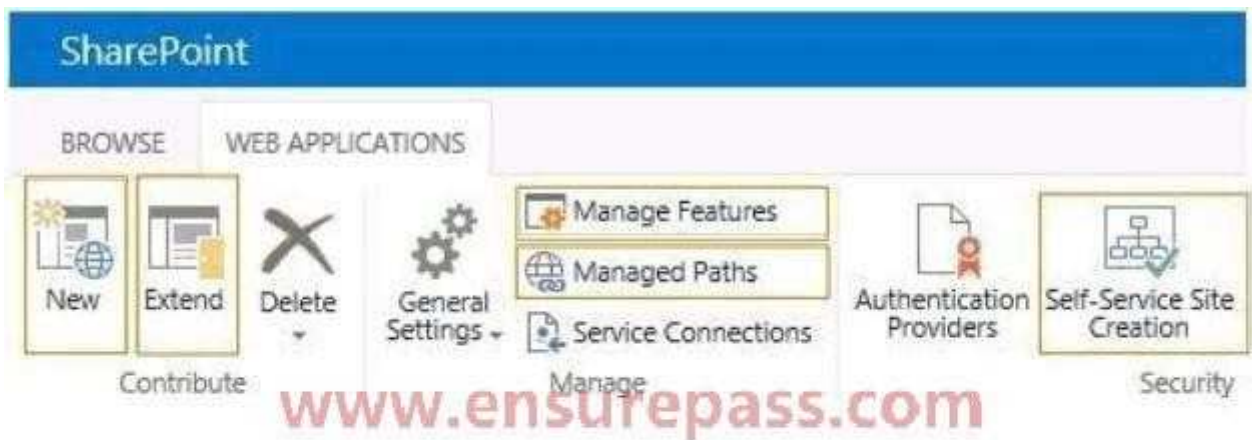 SharePoint
BROWSE WEB APPLICATIONS
New Extend Delete General Settings Manage Features
Managed Paths
Service Connections
Authentication Providers
Self-Service Site Creation
Contribute Manage Security
www.ensurepass.com